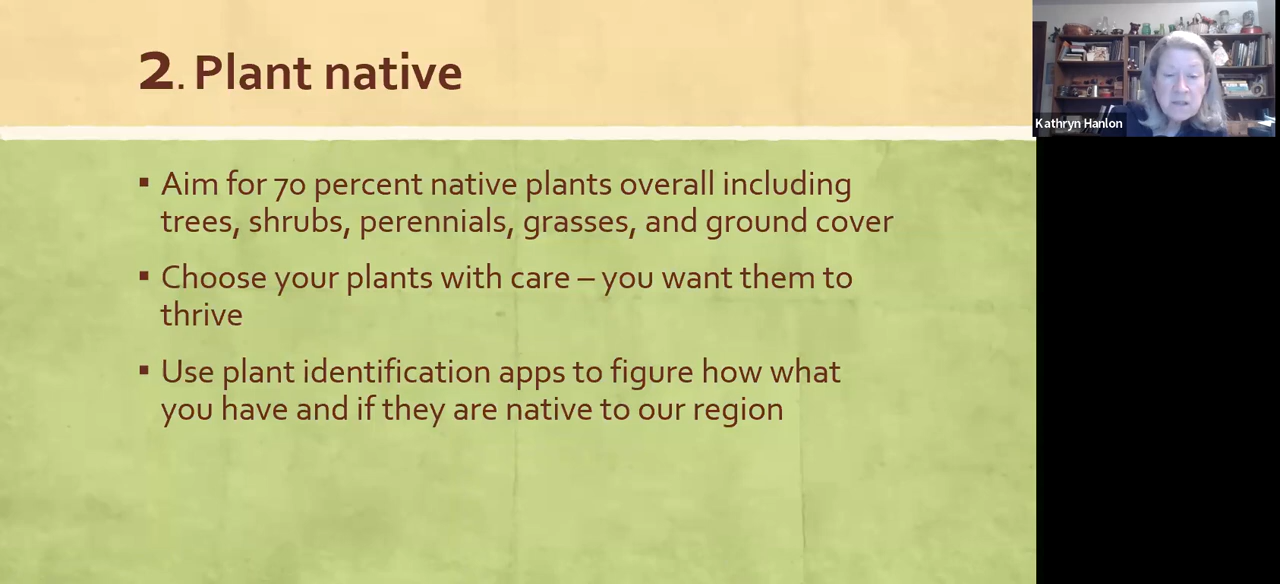 2. Plant native
▪ Aim for 70 percent native plants overall including
trees, shrubs, perennials, grasses, and ground cover
▪ Choose your plants with care – you want them to
thrive
▪ Use plant identification apps to figure how what
you have and if they are native to our region
Kathryn Hanlon